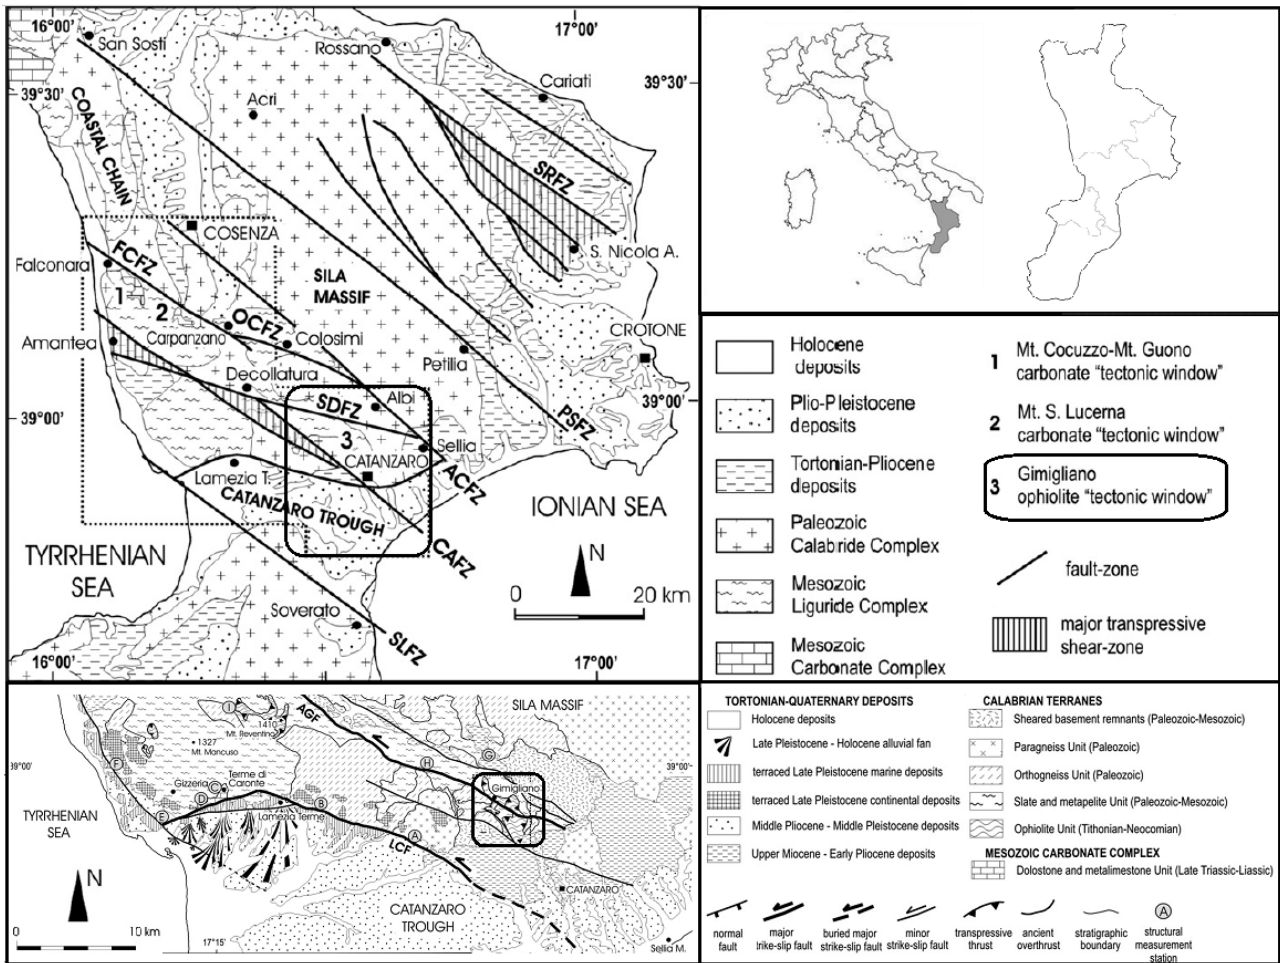 16°00'
17°00'
San Sosti
Rossano
39°30'
39°30'
Cariati
Acri
COASTAL CHAIN
SRFZ
COSENZA
S. Nicola A.
FCFZ
Falconara
SILA
MASSIF
1
2
OCFZ
CROTONE
Amantea
Carpanzano
Colosimi
Petilia
Decollatura
39°00'
39°00'
SDFZ
Albi
PSFZ
3
Sellia
CATANZARO
ACFZ
Lamezia T.
CATANZARO TROUGH
IONIAN SEA
CAFZ
TYRRHENIAN
SEA
N
0 20 km
Soverato
SLFZ
16°00'
17°00'
Holocene
deposits
Plio-Pleistocene
deposits
Tortonian-Pliocene
deposits
Paleozoic
Calabride Complex
Mesozoic
Liguride Complex
Mesozoic
Carbonate Complex
1 Mt. Cocuzzo-Mt. Guono
carbonate "tectonic window"
2 Mt. S. Lucerna
carbonate "tectonic window"
3 Gimigliano
ophiolite "tectonic window"
fault-zone
major transpressive
shear-zone
SILA MASSIF
AGF
I
1410
Mt. Reventino
1327
Mt. Mancuso
G
39°00'
39°00'
F
H
Terme di
Caronte
Gizzeria
C
D
Gimigliano
B
E
TYRRHENIAN
SEA
Lamezia Terme
A
LCF
N
CATANZARO
CATANZARO
TROUGH
0 10 km
17°15'
Sellia M.
TORTONIAN-QUATERNARY DEPOSITS
Holocene deposits
Late Pleistocene - Holocene alluvial fan
terraced Late Pleistocene marine deposits
terraced Late Pleistocene continental deposits
Middle Pliocene - Middle Pleistocene deposits
Upper Miocene - Early Pliocene deposits
CALABRIAN TERRANES
Sheared basement remnants (Paleozoic-Mesozoic)
Paragneiss Unit (Paleozoic)
Orthogneiss Unit (Paleozoic)
Slate and metapelite Unit (Paleozoic-Mesozoic)
Ophiolite Unit (Tithonian-Neocomian)
MESOZOIC CARBONATE COMPLEX
Dolostone and metalimestone Unit (Late Triassic-Liassic)
A
normal
fault
major
trike-slip fault
buried major
strike-slip fault
minor
strike-slip fault
transpressive
thrust
ancient
overthrust
stratigraphic
boundary
structural
measurement
station